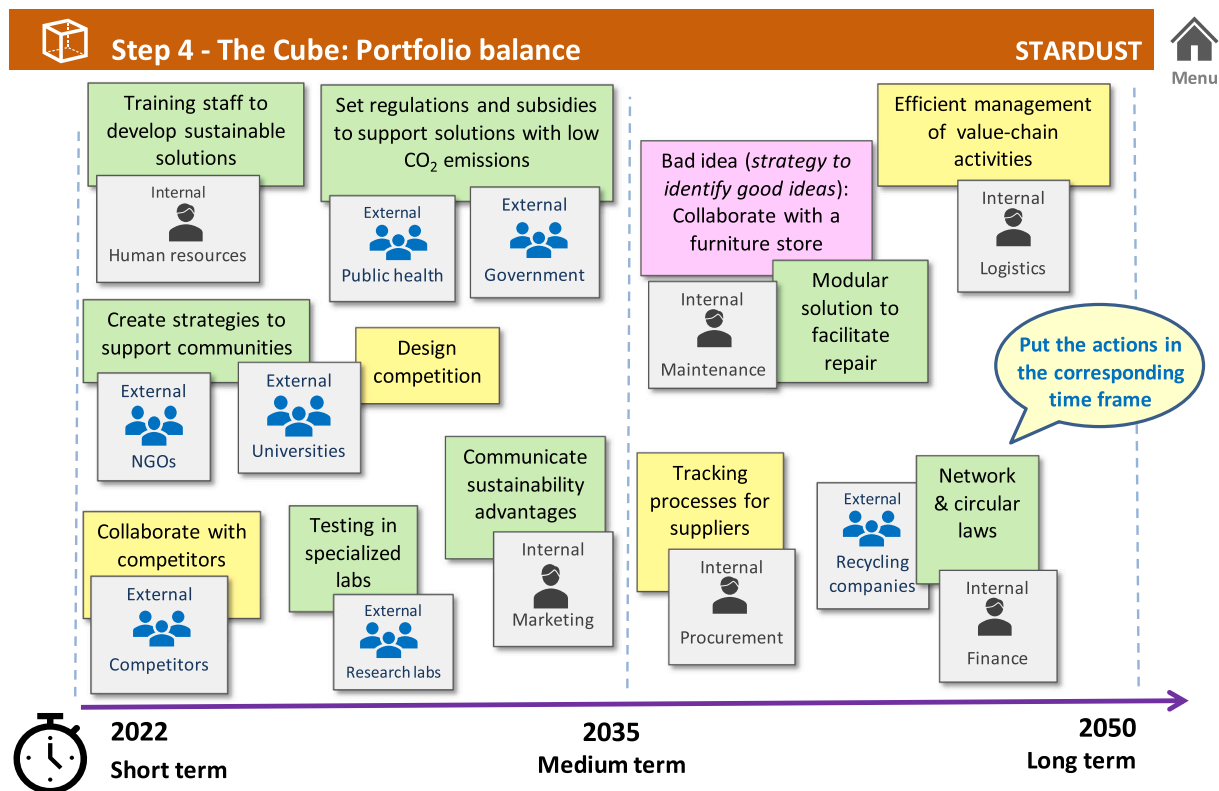 Step 4 - The Cube: Portfolio balance
STARDUST
Menu
Training staff to
develop sustainable
solutions
Internal
Human resources
Set regulations and subsidies
to support solutions with low
CO₂ emissions
External
Public health
External
Government
Bad idea (strategy to
identify good ideas):
Collaborate with a
furniture store
Internal
Maintenance
Modular
solution to
facilitate
repair
Efficient management
of value-chain
activities
Internal
Logistics
Create strategies to
support communities
External
NGOs
External
Universities
Design
competition
Put the actions in
the corresponding
time frame
Collaborate with
competitors
External
Competitors
Testing in
specialized
labs
External
Research labs
Communicate
sustainability
advantages
Internal
Marketing
Tracking
processes for
suppliers
Internal
Procurement
External
Recycling
companies
Network
& circular
laws
Internal
Finance
2022
Short term
2035
Medium term
2050
Long term